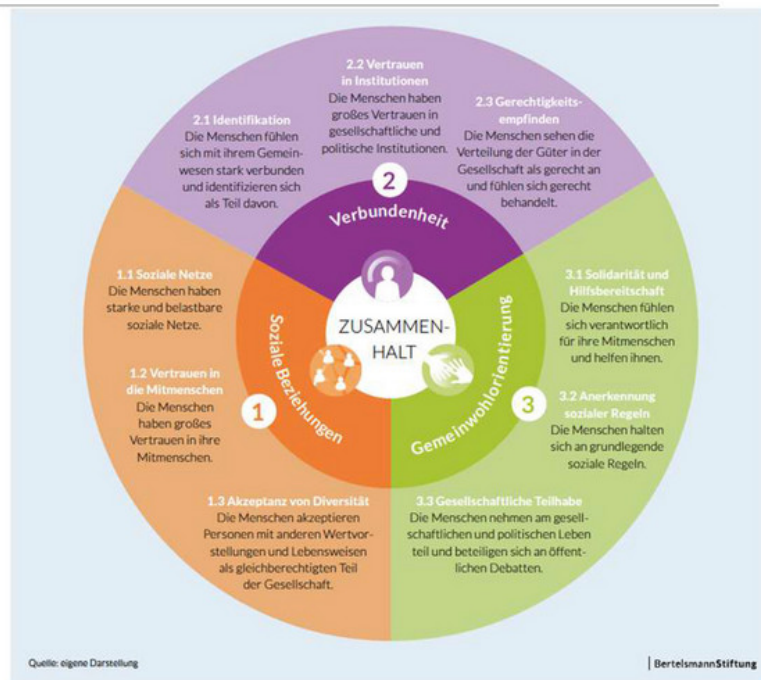 2.2 Vertrauen
in Institutionen
Die Menschen haben
großes Vertrauen in
gesellschaftliche und
politische Institutionen.
2.1 Identifikation
Die Menschen fühlen
sich mit ihrem Gemein-
wesen stark verbunden
und identifizieren sich
als Teil davon.
2.3 Gerechtigkeits-
empfinden
Die Menschen sehen die
Verteilung der Güter in der
Gesellschaft als gerecht an
und fühlen sich gerecht
behandelt.
2
Verbundenheit
1.1 Soziale Netze
Die Menschen haben
starke und belastbare
soziale Netze.
1.2 Vertrauen in
die Mitmenschen
Die Menschen
haben großes
Vertrauen in ihre
Mitmenschen.
1
Soziale Beziehungen
ZUSAMMEN-
HALT
Gemeinwohlorientierung
3
3.1 Solidarität und
Hilfsbereitschaft
Die Menschen fühlen
sich verantwortlich
für ihre Mitmenschen
und helfen ihnen.
3.2 Anerkennung
sozialer Regeln
Die Menschen halten
sich an grundlegende
soziale Regeln.
1.3 Akzeptanz von Diversität
Die Menschen akzeptieren
Personen mit anderen Wertvor-
stellungen und Lebensweisen
als gleichberechtigten Teil
der Gesellschaft.
3.3 Gesellschaftliche Teilhabe
Die Menschen nehmen am gesell-
schaftlichen und politischen Leben
teil und beteiligen sich an öffent-
lichen Debatten.
Quelle: eigene Darstellung
BertelsmannStiftung